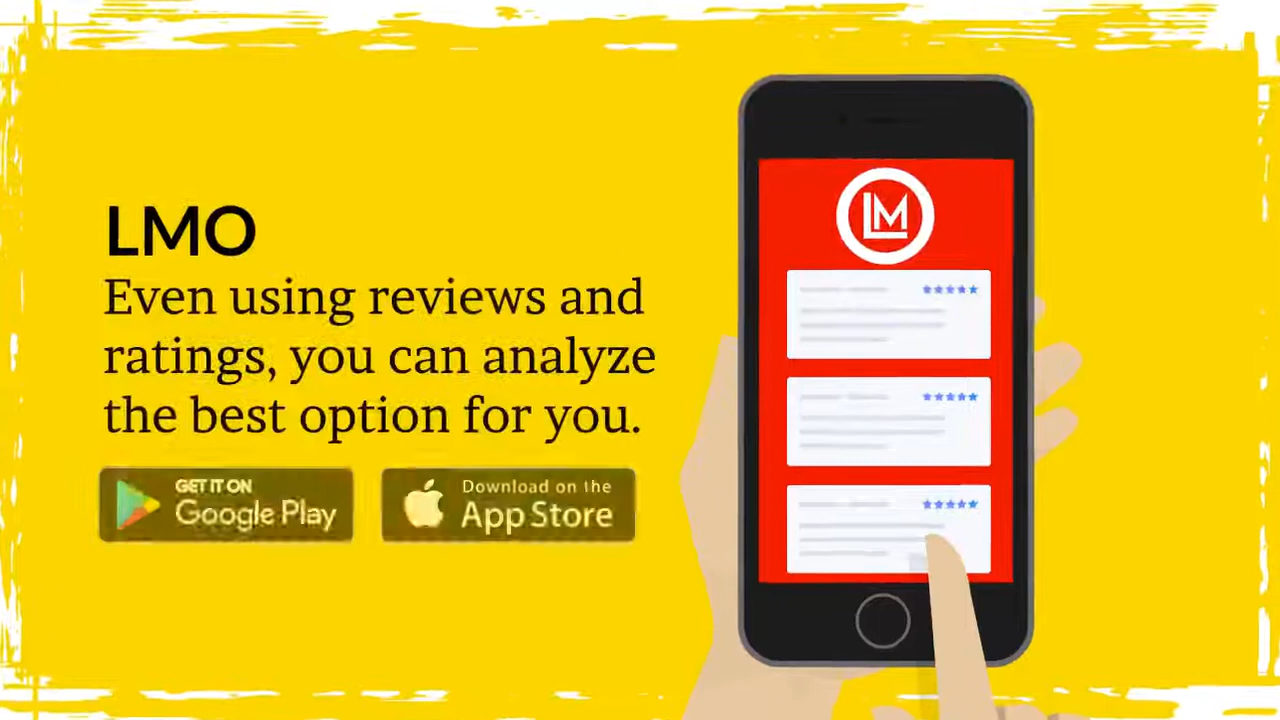 LMO
Even using reviews and
ratings, you can analyze
the best option for you.
GET IT ON
Google Play
Download on the
App Store
LM